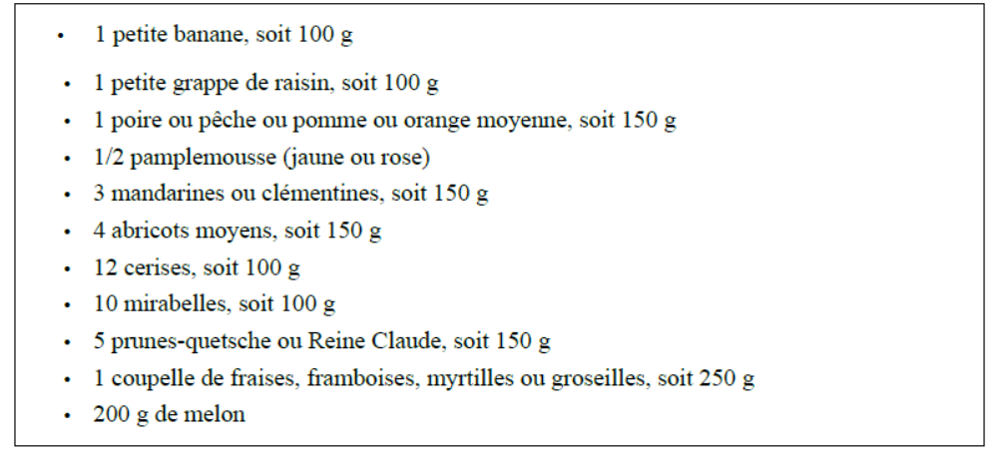 • 1 petite banane, soit 100 g
• 1 petite grappe de raisin, soit 100 g
• 1 poire ou pêche ou pomme ou orange moyenne, soit 150 g
• 1/2 pamplemousse (jaune ou rose)
• 3 mandarines ou clémentines, soit 150 g
• 4 abricots moyens, soit 150 g
• 12 cerises, soit 100 g
• 10 mirabelles, soit 100 g
• 5 prunes-quetsche ou Reine Claude, soit 150 g
• 1 coupelle de fraises, framboises, myrtilles ou groseilles, soit 250 g
• 200 g de melon